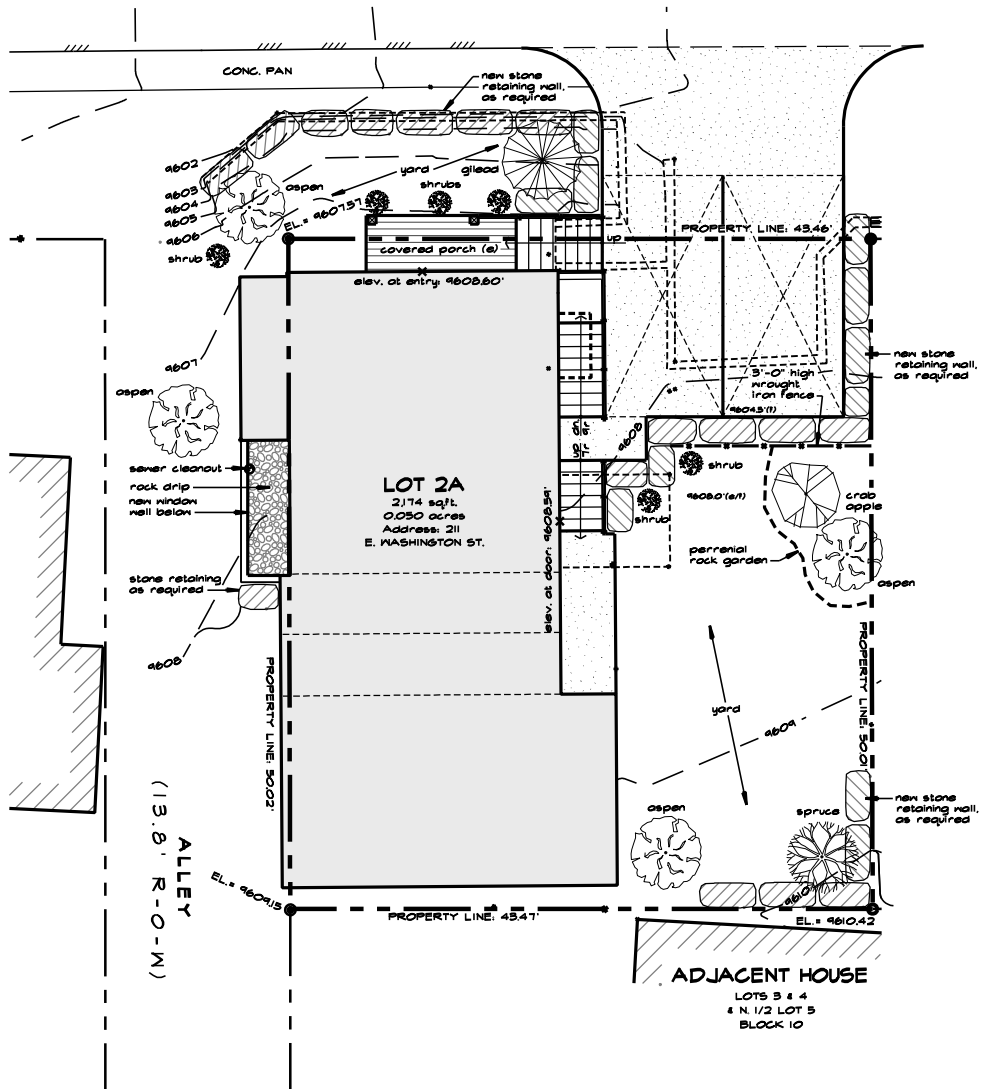 CONC. PAN
new stone
retaining wall,
as required
9602
9603
9604
9605
9606
aspen
yard
gilead
shrubs
EL.= 9607.57'
shrub
covered porch (e)
up
PROPERTY LINE: 43.46'
elev. at entry: 9608.60'
9607
new stone
retaining wall,
as required
3'-0" high
wrought
iron fence
9604.5'(f)
aspen
9608
sewer cleanout
rock drip
new window
well below
LOT 2A
2,174 sq.ft.
0.050 acres
Address: 211
E. WASHINGTON ST.
shrub
9608.0'(e/f)
shrub
crab
apple
elev. at door: 9608.59'
perrenial
rock garden
aspen
stone retaining
as required
9608
PROPERTY LINE: 50.02'
PROPERTY LINE: 50.01'
yard
9609
ALLEY
(13.8' R-O-W)
aspen
spruce
new stone
retaining wall,
as required
EL.= 9609.15
9610
PROPERTY LINE: 43.47'
EL.= 9610.42
ADJACENT HOUSE
LOTS 3 & 4
& N. 1/2 LOT 5
BLOCK 10